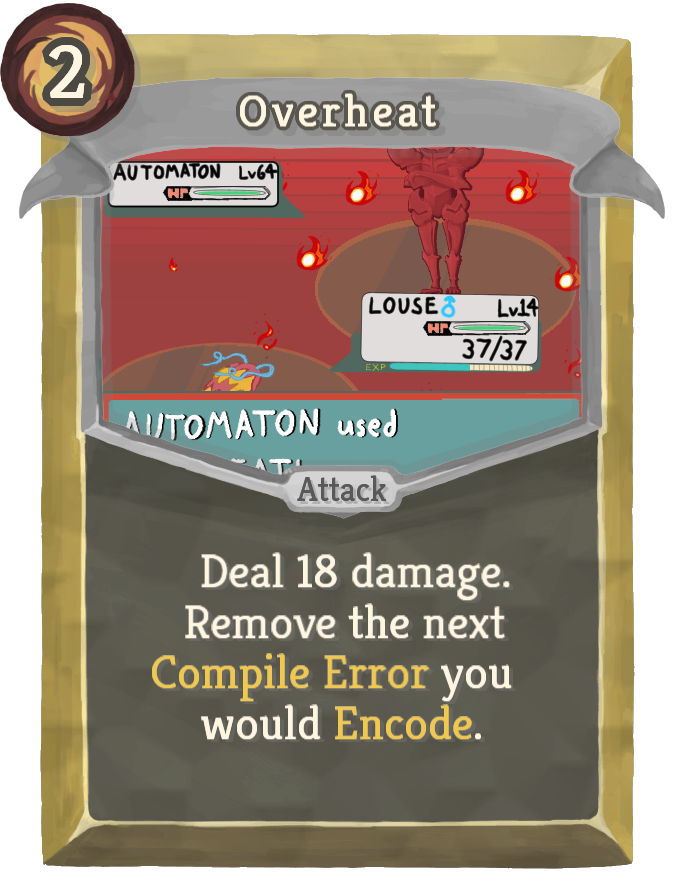 2
Overheat
AUTOMATON Lv64
HP
LOUSE♂ Lv14
HP
37/37
EXP
AUTOMATON used
Attack
Deal 18 damage.
Remove the next
Compile Error you
would Encode.